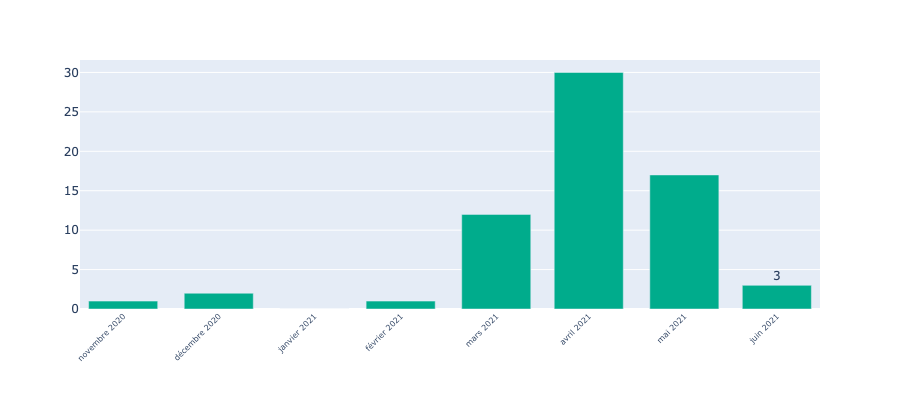 30
25
20
15
10
5
3
0
novembre 2020
décembre 2020
janvier 2021
février 2021
mars 2021
avril 2021
mai 2021
juin 2021